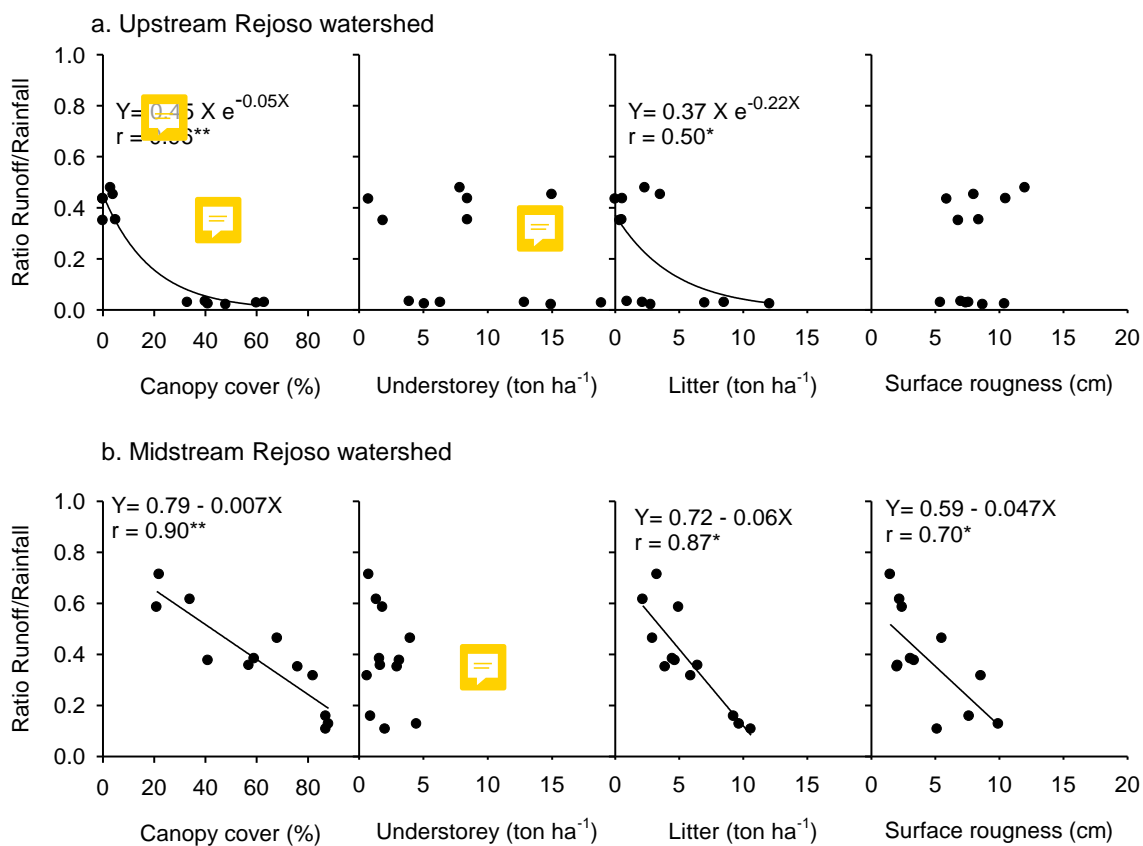 a. Upstream Rejoso watershed
Ratio Runoff/Rainfall
1.0
0.8
0.6
0.4
0.2
0.0
Y= 0.45 X e^-0.05X
r = **
Y= 0.37 X e^-0.22X
r = 0.50*
0 20 40 60 80 0 5 10 15 0 5 10 15 0 5 10 15 20
Canopy cover (%) Understorey (ton ha^-1) Litter (ton ha^-1) Surface rougness (cm)
b. Midstream Rejoso watershed
Ratio Runoff/Rainfall
1.0
0.8
0.6
0.4
0.2
0.0
Y= 0.79 - 0.007X
r = 0.90**
Y= 0.72 - 0.06X
r = 0.87*
Y= 0.59 - 0.047X
r = 0.70*
0 20 40 60 80 0 5 10 15 0 5 10 15 0 5 10 15 20
Canopy cover (%) Understorey (ton ha^-1) Litter (ton ha^-1) Surface rougness (cm)